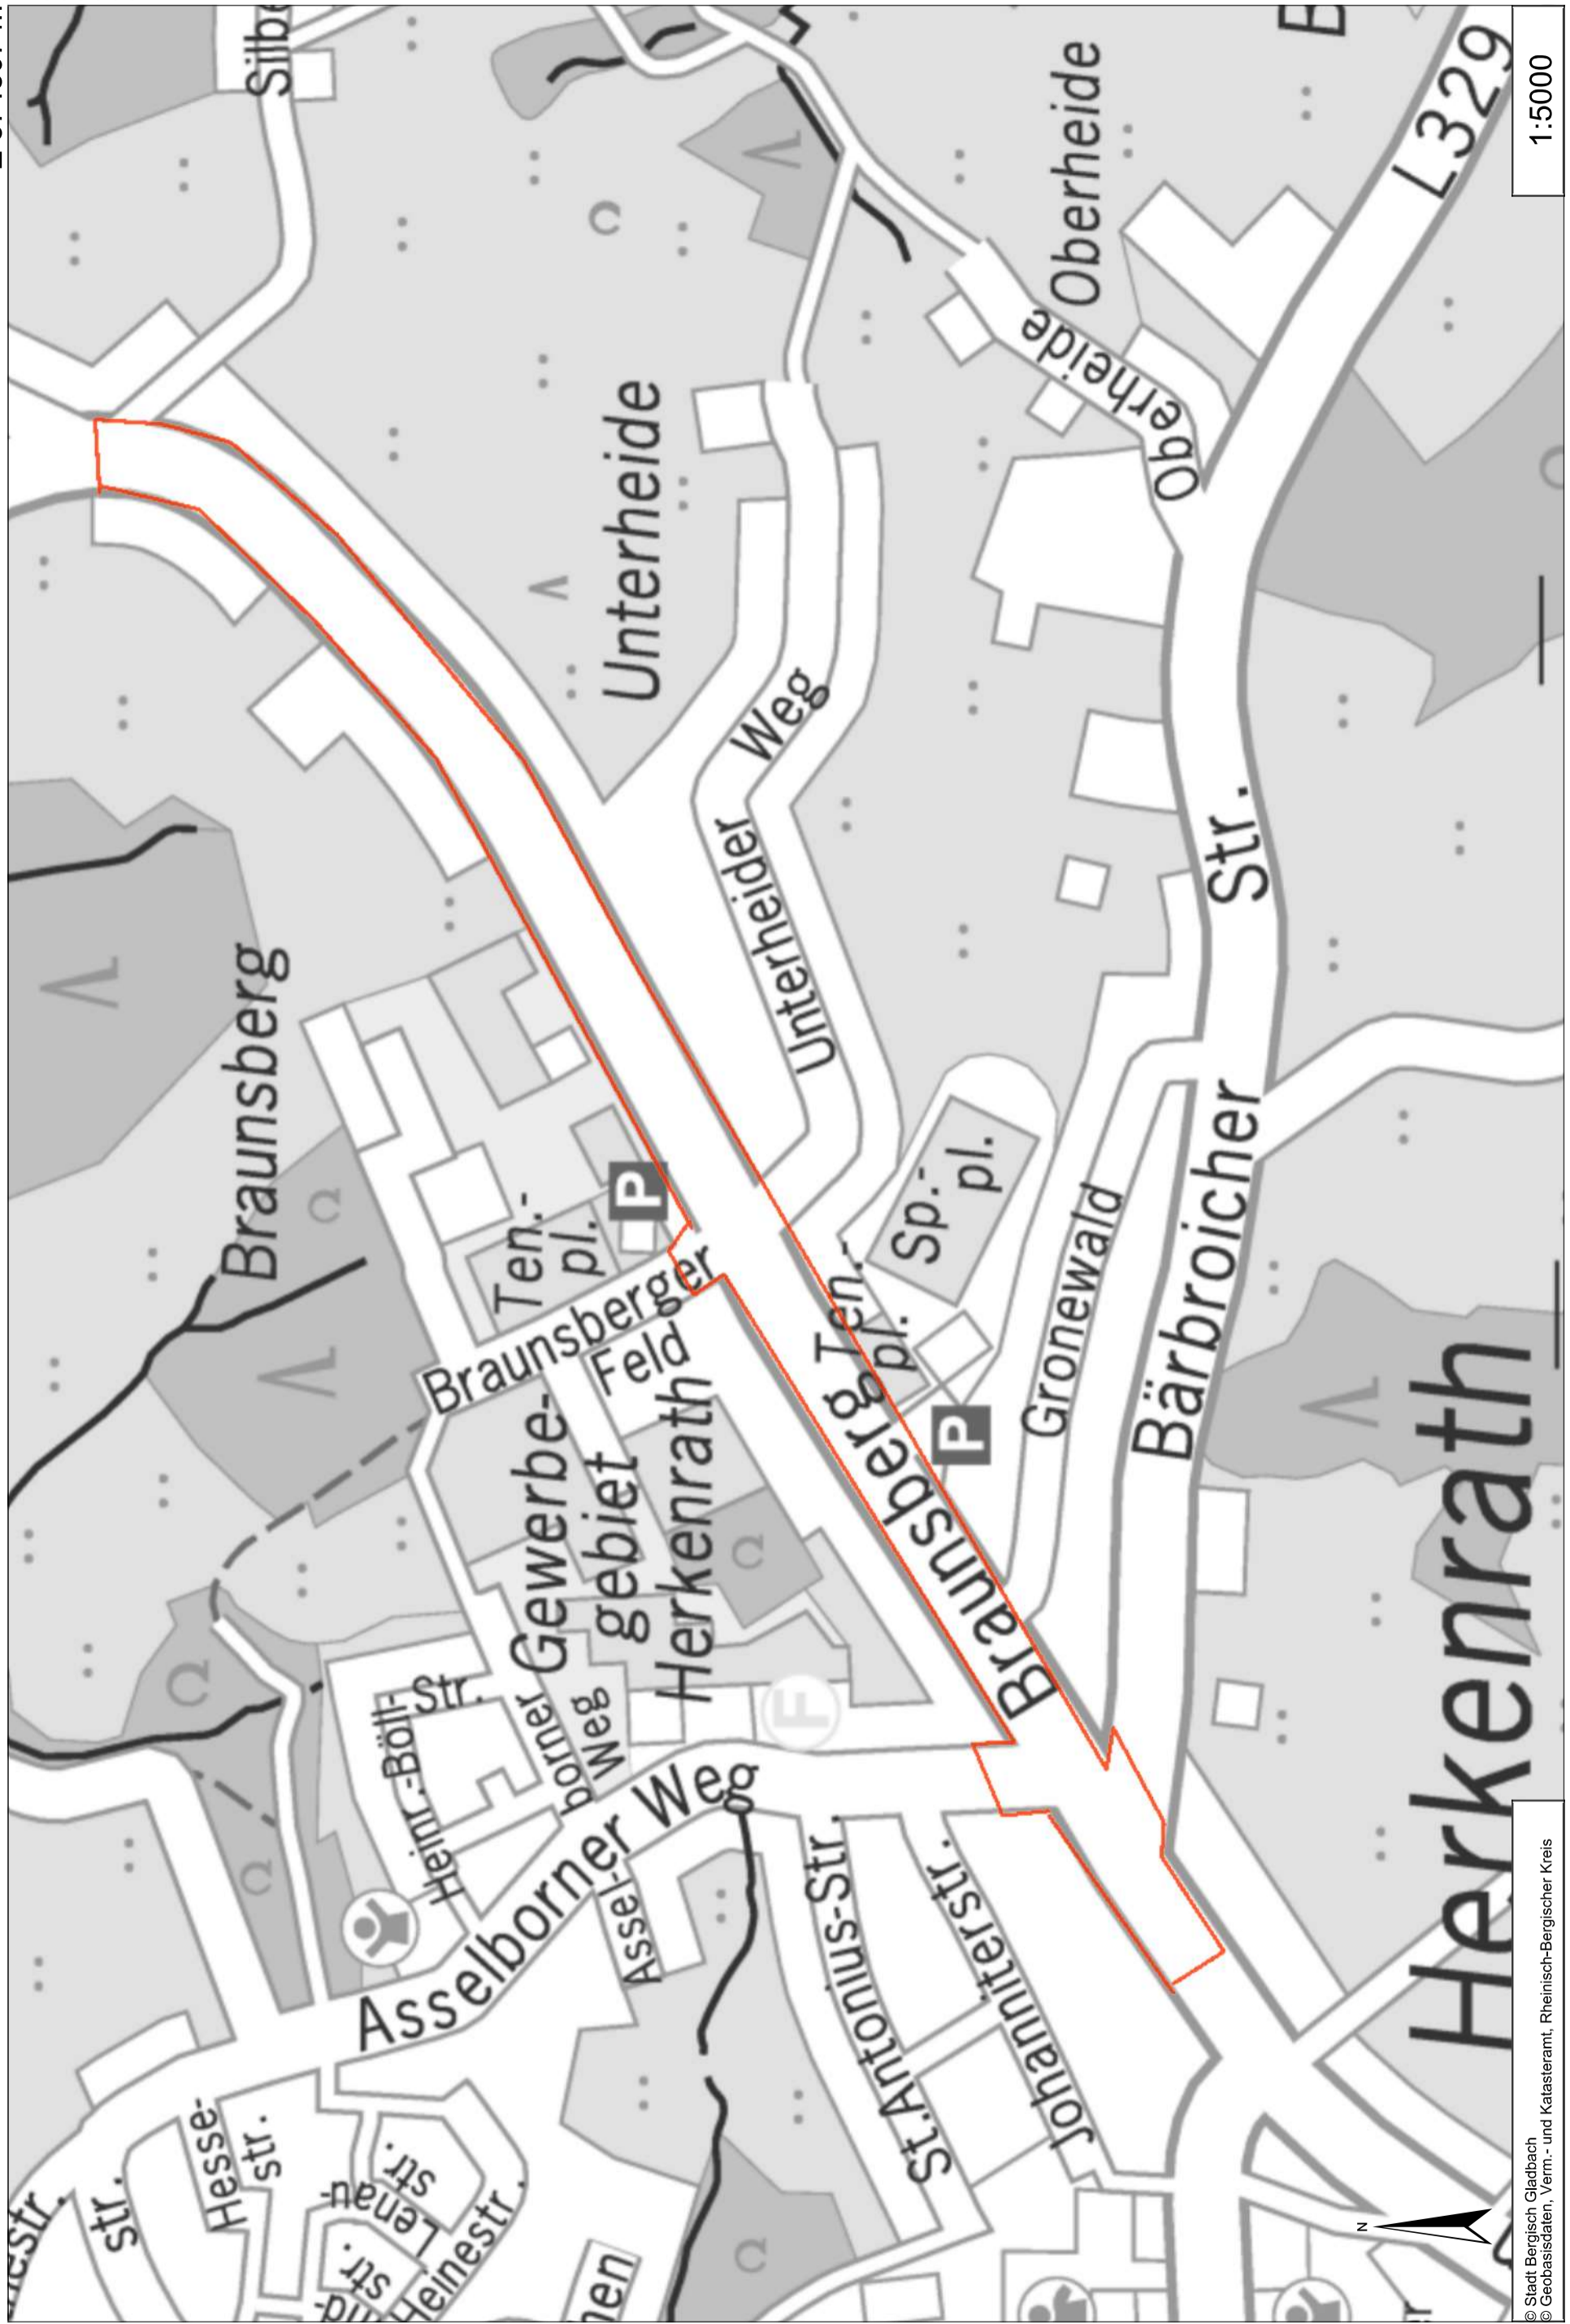 Silbe
Braunsberg
Unterheide
Oberheide
Oberheide
L329
B
1:5000
Unterheider
Weg
Bärbroicher
Str.
Gronewald
Sp.-
pl.
Ten.-
pl.
P
Ten.-
pl.
P
Braunsberger
Feld
Braunsberg
Gewerbe-
gebiet
Herkenrath
Heinr.-Böll-
Str.
borner
Weg
F
Asselborner Weg
Assel-
St.Antonius-Str.
Johanniterstr.
Hesse-
str.
str.
Lenau-
str.
str.
Heinestr.
Herkenrath
N
© Stadt Bergisch Gladbach
© Geobasisdaten, Verm.- und Katasteramt, Rheinisch-Bergischer Kreis